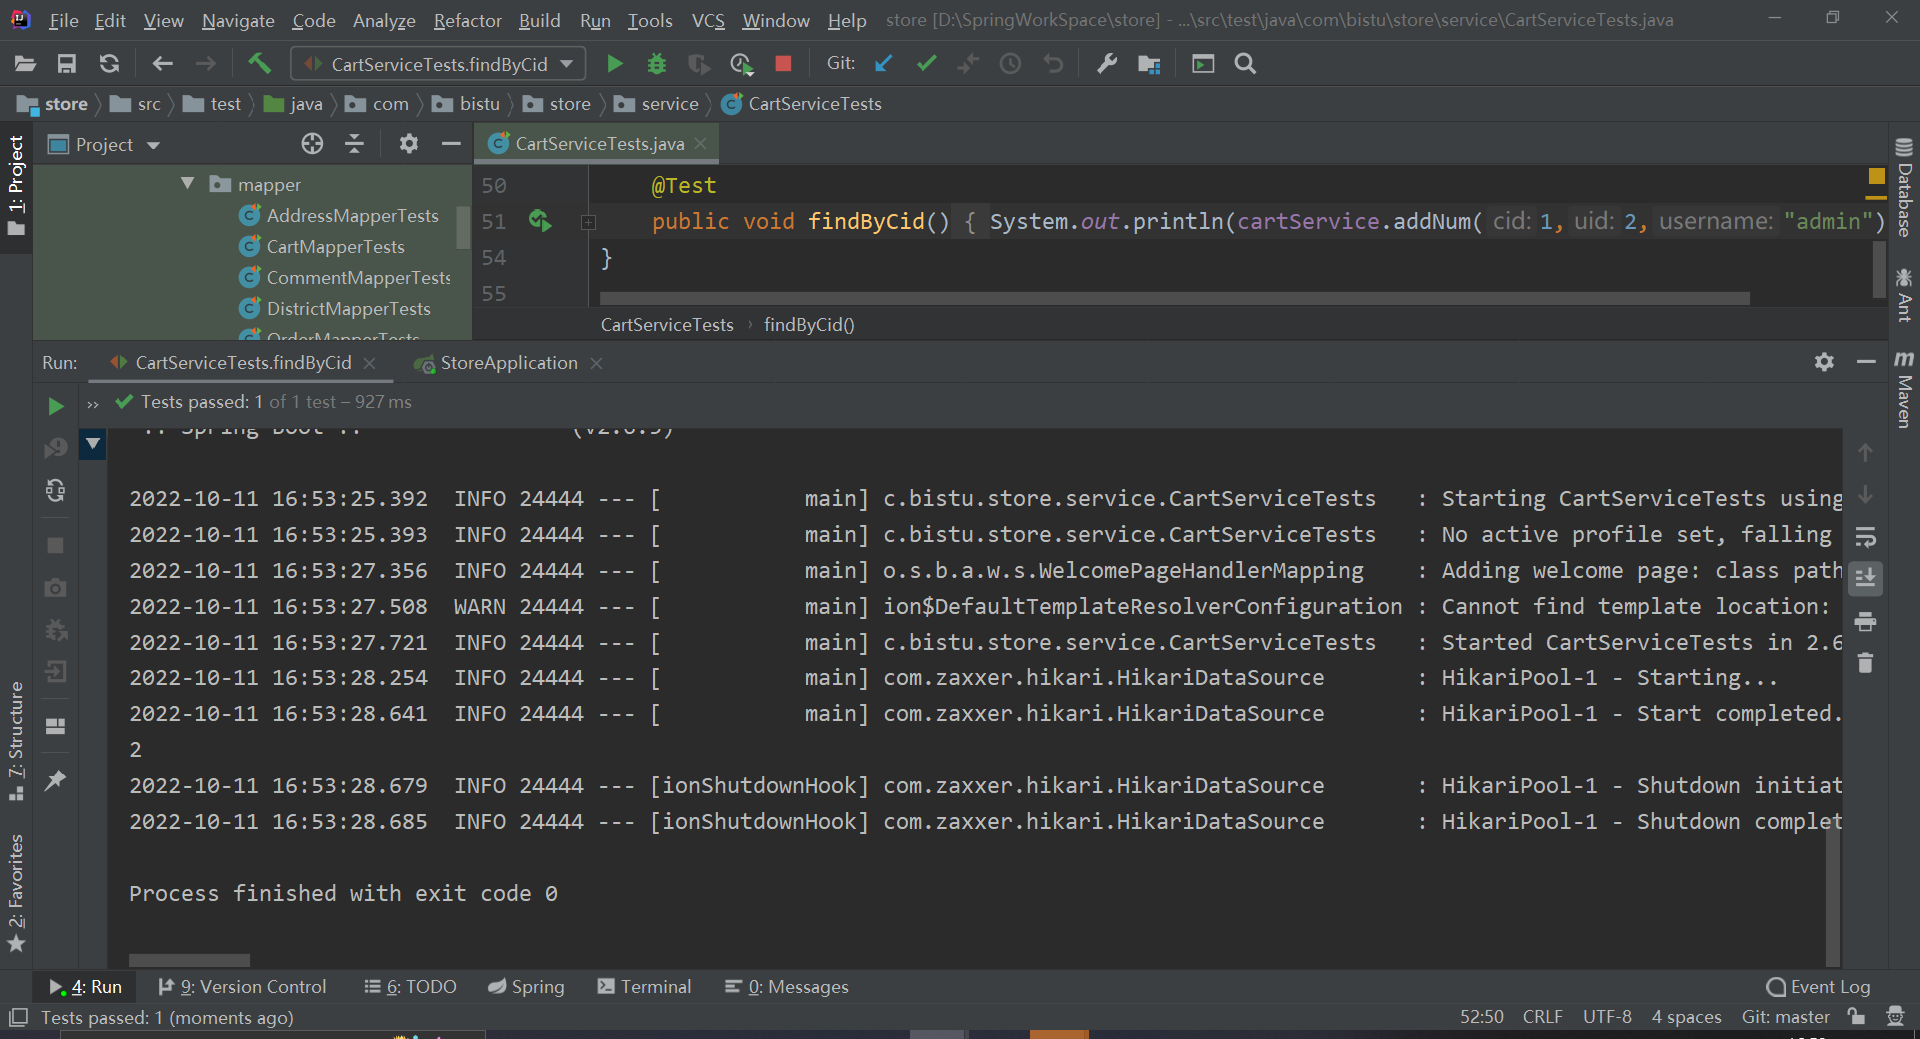 File Edit View Navigate Code Analyze Refactor Build Run Tools VCS Window Help store [D:\SpringWorkSpace\store] - ...\src\test\java\com\bistu\store\service\CartServiceTests.java
CartServiceTests.findByCid Git:
store src test java com bistu store service CartServiceTests
1: Project
Project
CartServiceTests.java
mapper
AddressMapperTests
CartMapperTests
CommentMapperTests
DistrictMapperTests
OrderMapperTests
50 @Test
51 public void findByCid() { System.out.println(cartService.addNum( cid: 1, uid: 2, username: "admin")
54 }
55
CartServiceTests › findByCid()
Database
Ant
Maven
Run: CartServiceTests.findByCid StoreApplication
Tests passed: 1 of 1 test – 927 ms
:: Spring Boot ::
2022-10-11 16:53:25.392 INFO 24444 --- [ main] c.bistu.store.service.CartServiceTests : Starting CartServiceTests using
2022-10-11 16:53:25.393 INFO 24444 --- [ main] c.bistu.store.service.CartServiceTests : No active profile set, falling
2022-10-11 16:53:27.356 INFO 24444 --- [ main] o.s.b.a.w.s.WelcomePageHandlerMapping : Adding welcome page: class path
2022-10-11 16:53:27.508 WARN 24444 --- [ main] ion$DefaultTemplateResolverConfiguration : Cannot find template location:
2022-10-11 16:53:27.721 INFO 24444 --- [ main] c.bistu.store.service.CartServiceTests : Started CartServiceTests in 2.6
2022-10-11 16:53:28.254 INFO 24444 --- [ main] com.zaxxer.hikari.HikariDataSource : HikariPool-1 - Starting...
2022-10-11 16:53:28.641 INFO 24444 --- [ main] com.zaxxer.hikari.HikariDataSource : HikariPool-1 - Start completed.
2
2022-10-11 16:53:28.679 INFO 24444 --- [ionShutdownHook] com.zaxxer.hikari.HikariDataSource : HikariPool-1 - Shutdown initiat
2022-10-11 16:53:28.685 INFO 24444 --- [ionShutdownHook] com.zaxxer.hikari.HikariDataSource : HikariPool-1 - Shutdown complet
Process finished with exit code 0
7: Structure
2: Favorites
4: Run 9: Version Control 6: TODO Spring Terminal 0: Messages Event Log
Tests passed: 1 (moments ago) 52:50 CRLF UTF-8 4 spaces Git: master